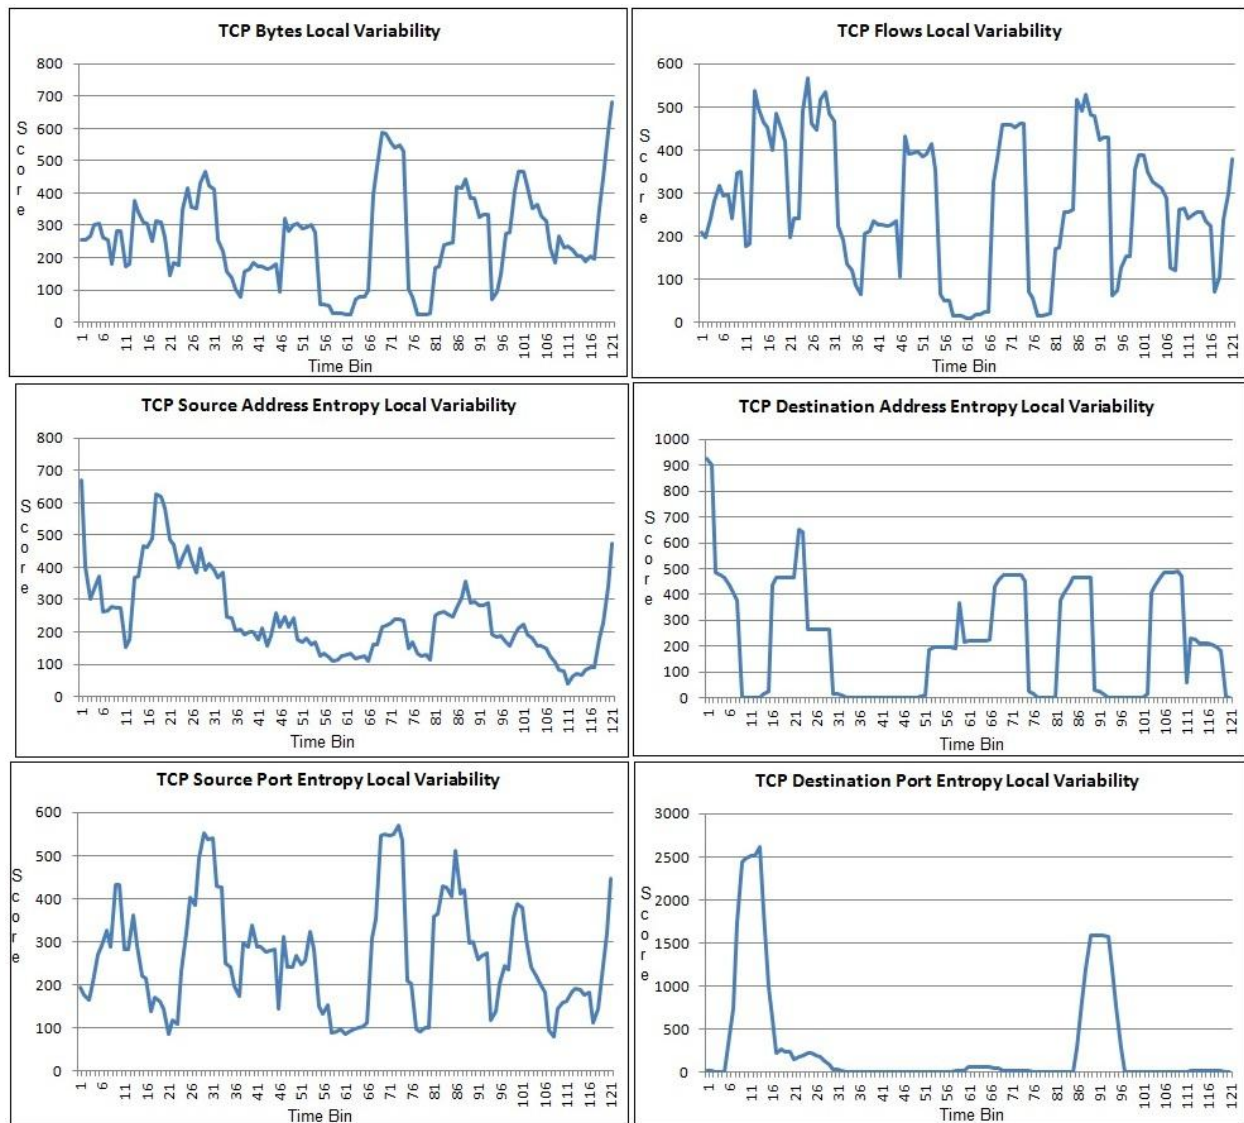 TCP Bytes Local Variability
800
700
600
500
400
300
200
100
0
Score
1 6 11 16 21 26 31 36 41 46 51 56 61 66 71 76 81 86 91 96 101 106 111 116 121
Time Bin
TCP Flows Local Variability
600
500
400
300
200
100
0
Score
1 6 11 16 21 26 31 36 41 46 51 56 61 66 71 76 81 86 91 96 101 106 111 116 121
Time Bin
TCP Source Address Entropy Local Variability
800
700
600
500
400
300
200
100
0
Score
1 6 11 16 21 26 31 36 41 46 51 56 61 66 71 76 81 86 91 96 101 106 111 116 121
Time Bin
TCP Destination Address Entropy Local Variability
1000
900
800
700
600
500
400
300
200
100
0
Score
1 6 11 16 21 26 31 36 41 46 51 56 61 66 71 76 81 86 91 96 101 106 111 116 121
Time Bin
TCP Source Port Entropy Local Variability
600
500
400
300
200
100
0
Score
1 6 11 16 21 26 31 36 41 46 51 56 61 66 71 76 81 86 91 96 101 106 111 116 121
Time Bin
TCP Destination Port Entropy Local Variability
3000
2500
2000
1500
1000
500
0
Score
1 6 11 16 21 26 31 36 41 46 51 56 61 66 71 76 81 86 91 96 101 106 111 116 121
Time Bin